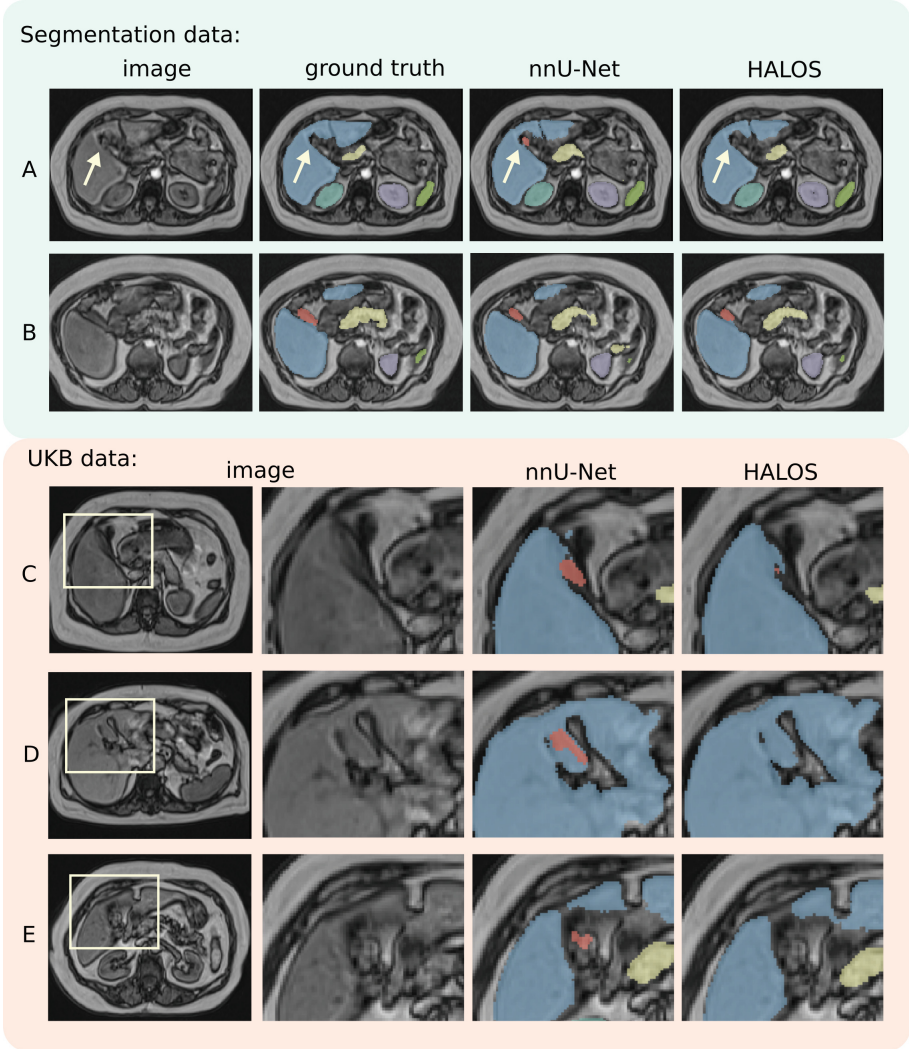 Segmentation data:
image ground truth nnU-Net HALOS
A
B
UKB data:
image nnU-Net HALOS
C
D
E